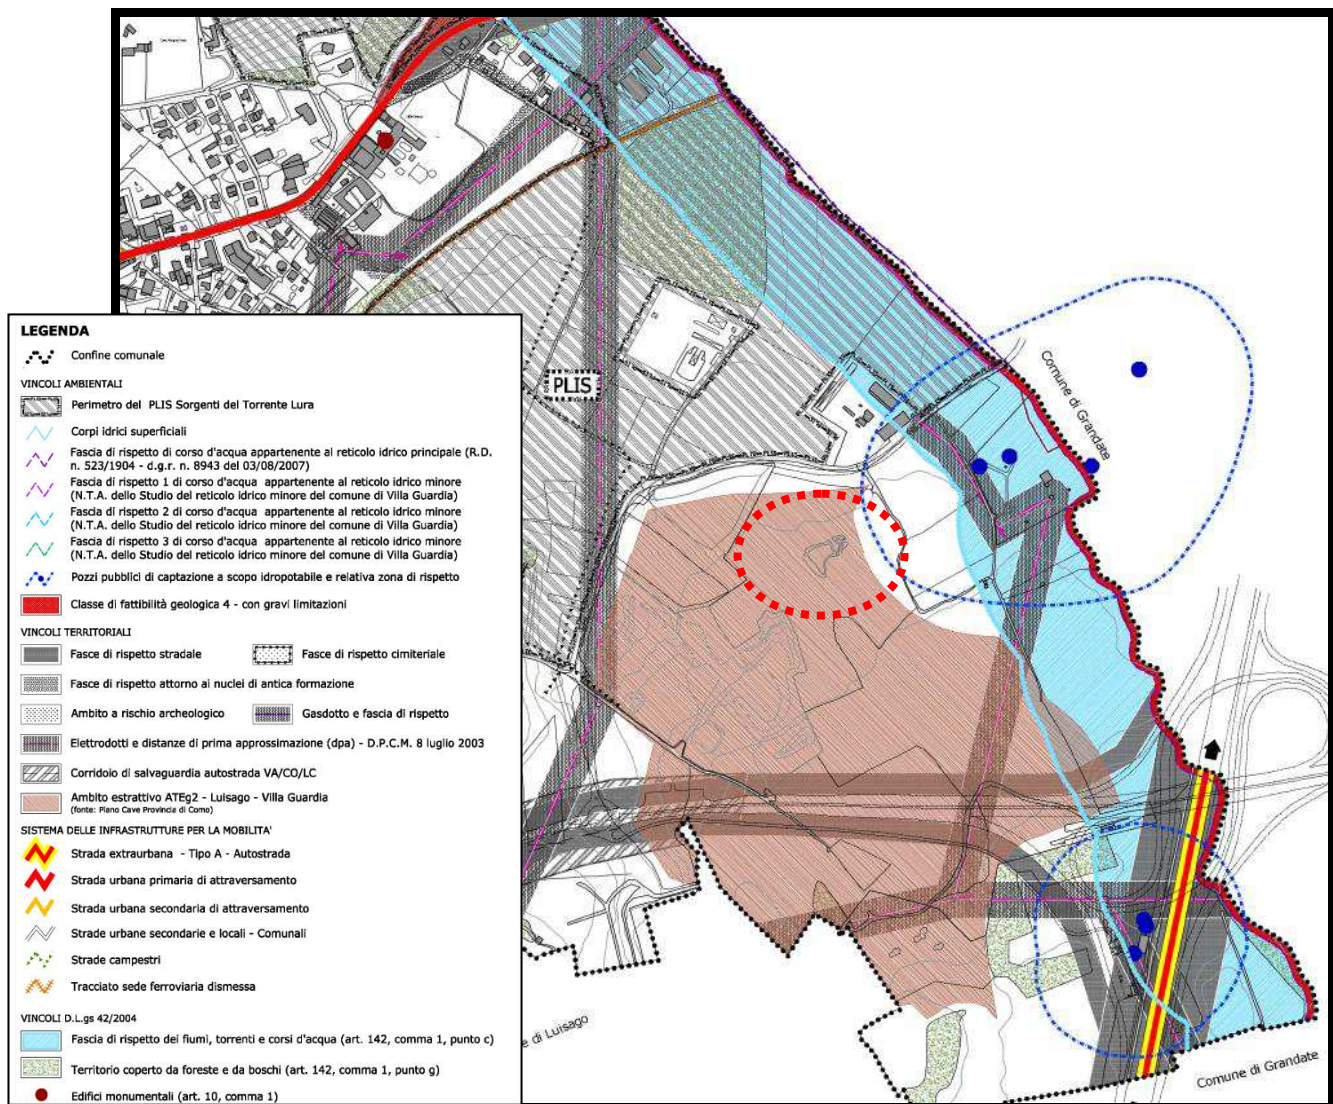 LEGENDA
Confine comunale
VINCOLI AMBIENTALI
Perimetro del PLIS Sorgenti del Torrente Lura
Corpi idrici superficiali
Fascia di rispetto di corso d'acqua appartenente al reticolo idrico principale (R.D.
n. 523/1904 - d.g.r. n. 8943 del 03/08/2007)
Fascia di rispetto 1 di corso d'acqua appartenente al reticolo idrico minore
(N.T.A. dello Studio del reticolo idrico minore del comune di Villa Guardia)
Fascia di rispetto 2 di corso d'acqua appartenente al reticolo idrico minore
(N.T.A. dello Studio del reticolo idrico minore del comune di Villa Guardia)
Fascia di rispetto 3 di corso d'acqua appartenente al reticolo idrico minore
(N.T.A. dello Studio del reticolo idrico minore del comune di Villa Guardia)
Pozzi pubblici di captazione a scopo idropotabile e relativa zona di rispetto
Classe di fattibilità geologica 4 - con gravi limitazioni
VINCOLI TERRITORIALI
Fasce di rispetto stradale
Fasce di rispetto cimiteriale
Fasce di rispetto attorno ai nuclei di antica formazione
Ambito a rischio archeologico
Gasdotto e fascia di rispetto
Elettrodotti e distanze di prima approssimazione (dpa) - D.P.C.M. 8 luglio 2003
Corridoio di salvaguardia autostrada VA/CO/LC
Ambito estrattivo ATEg2 - Luisago - Villa Guardia
(fonte: Piano Cave Provincia di Como)
SISTEMA DELLE INFRASTRUTTURE PER LA MOBILITA'
Strada extraurbana - Tipo A - Autostrada
Strada urbana primaria di attraversamento
Strada urbana secondaria di attraversamento
Strade urbane secondarie e locali - Comunali
Strade campestri
Tracciato sede ferroviaria dismessa
VINCOLI D.L.gs 42/2004
Fascia di rispetto dei fiumi, torrenti e corsi d'acqua (art. 142, comma 1, punto c)
Territorio coperto da foreste e da boschi (art. 142, comma 1, punto g)
Edifici monumentali (art. 10, comma 1)
PLIS
Comune di Grandate
e di Luisago
Comune di Grandate